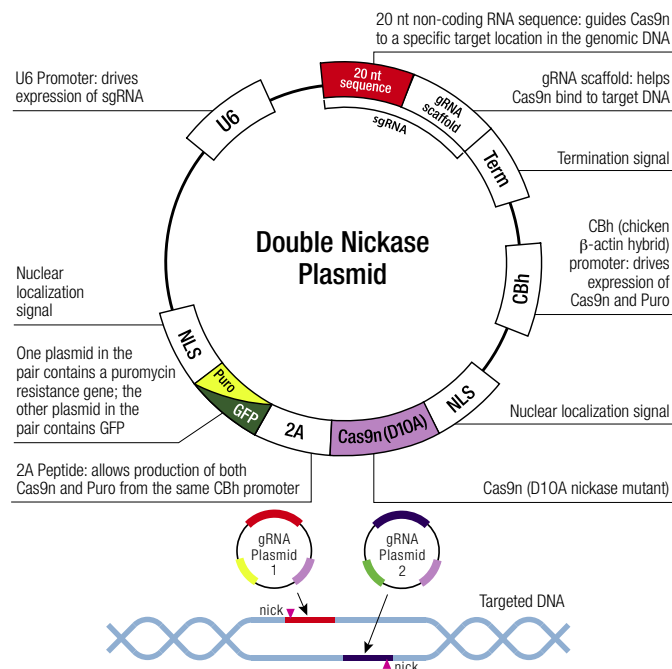 20 nt non-coding RNA sequence: guides Cas9n
to a specific target location in the genomic DNA
U6 Promoter: drives
expression of sgRNA
gRNA scaffold: helps
Cas9n bind to target DNA
20 nt
sequence
gRNA
scaffold
sgRNA
U6
Term
Termination signal
Double Nickase
Plasmid
CBh (chicken
β-actin hybrid)
promoter: drives
expression of
Cas9n and Puro
CBh
Nuclear
localization
signal
NLS
One plasmid in the
pair contains a puromycin
resistance gene; the
other plasmid in the
pair contains GFP
Puro
GFP
2A
Cas9n (D10A)
NLS
Nuclear localization signal
2A Peptide: allows production of both
Cas9n and Puro from the same CBh promoter
Cas9n (D10A nickase mutant)
gRNA
Plasmid
1
gRNA
Plasmid
2
nick
Targeted DNA
nick